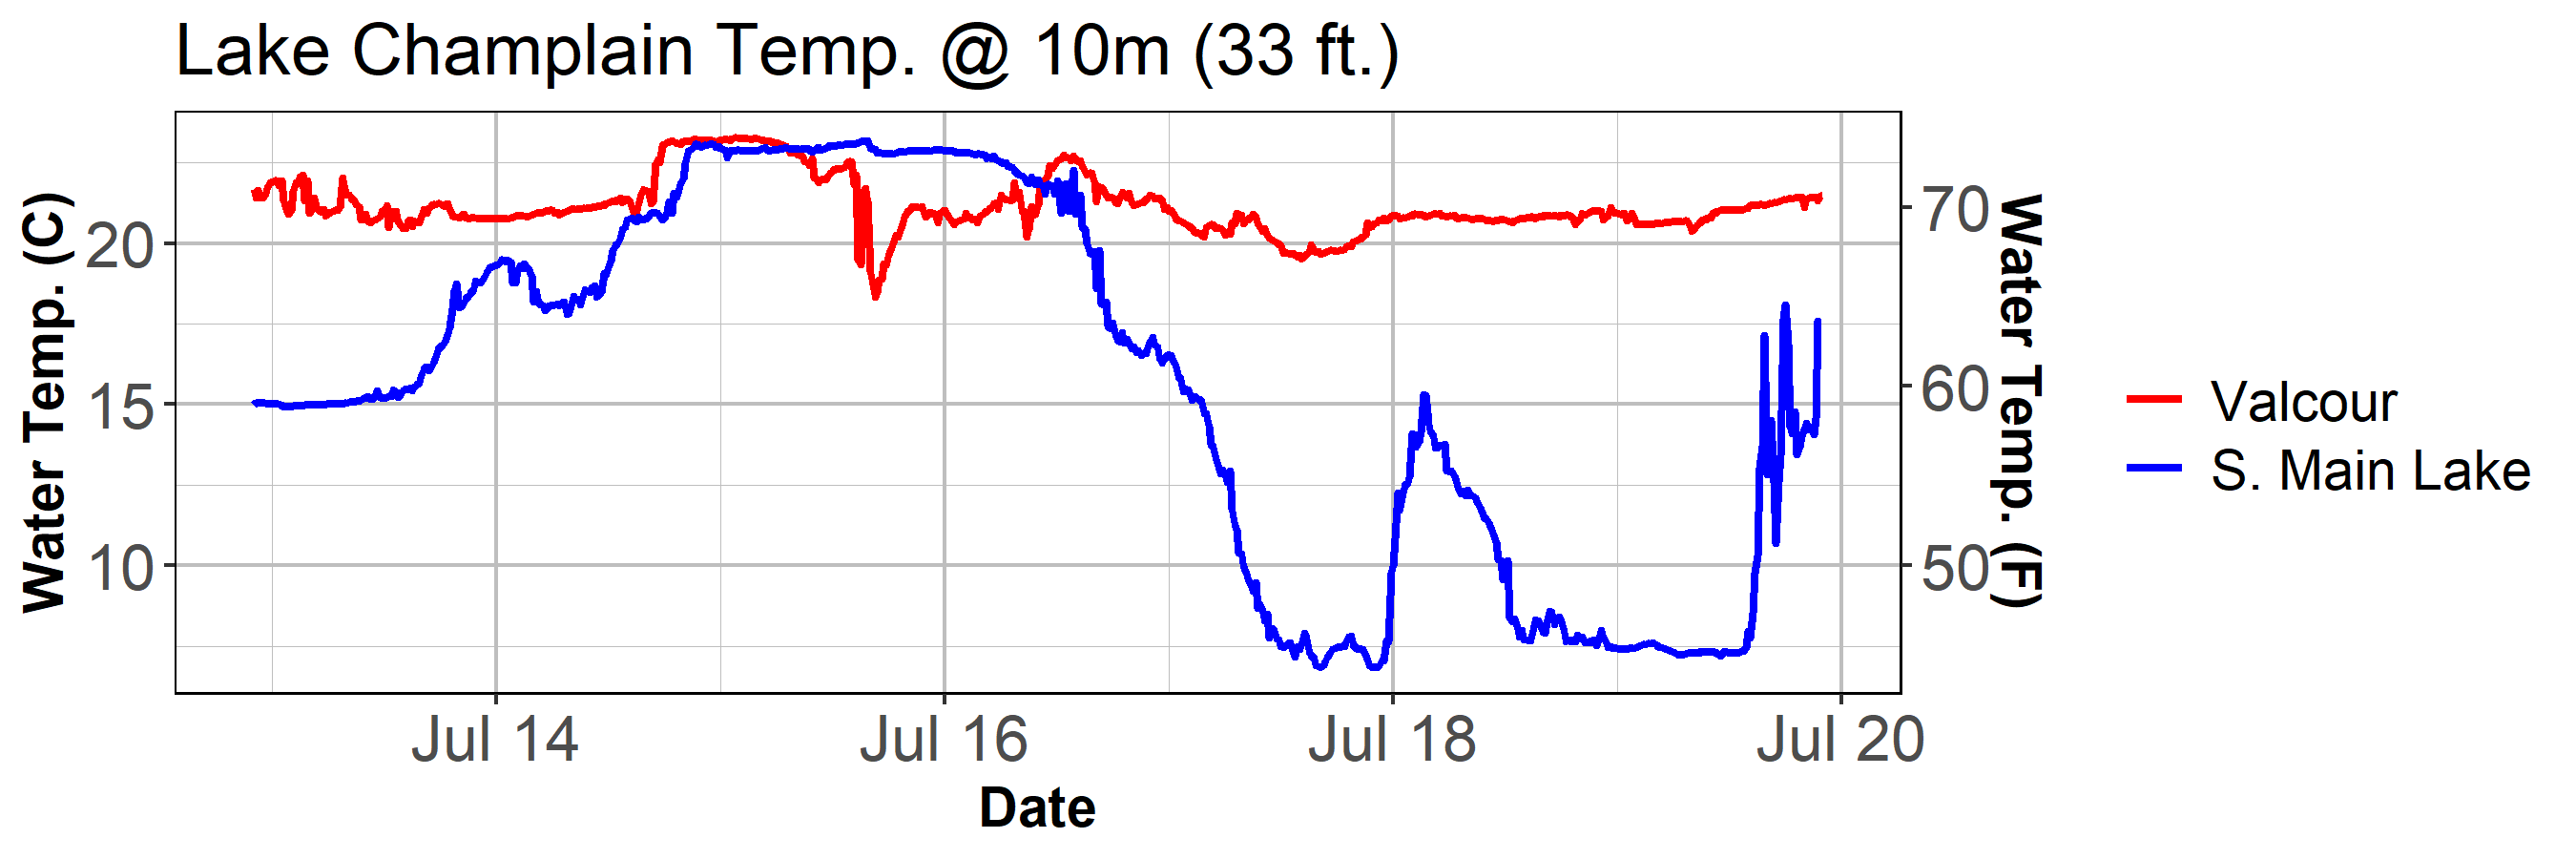 Lake Champlain Temp. @ 10m (33 ft.)
Water Temp. (C)
20
15
10
70
60
50
Water Temp. (F)
Jul 14
Jul 16
Jul 18
Jul 20
Date
Valcour
S. Main Lake